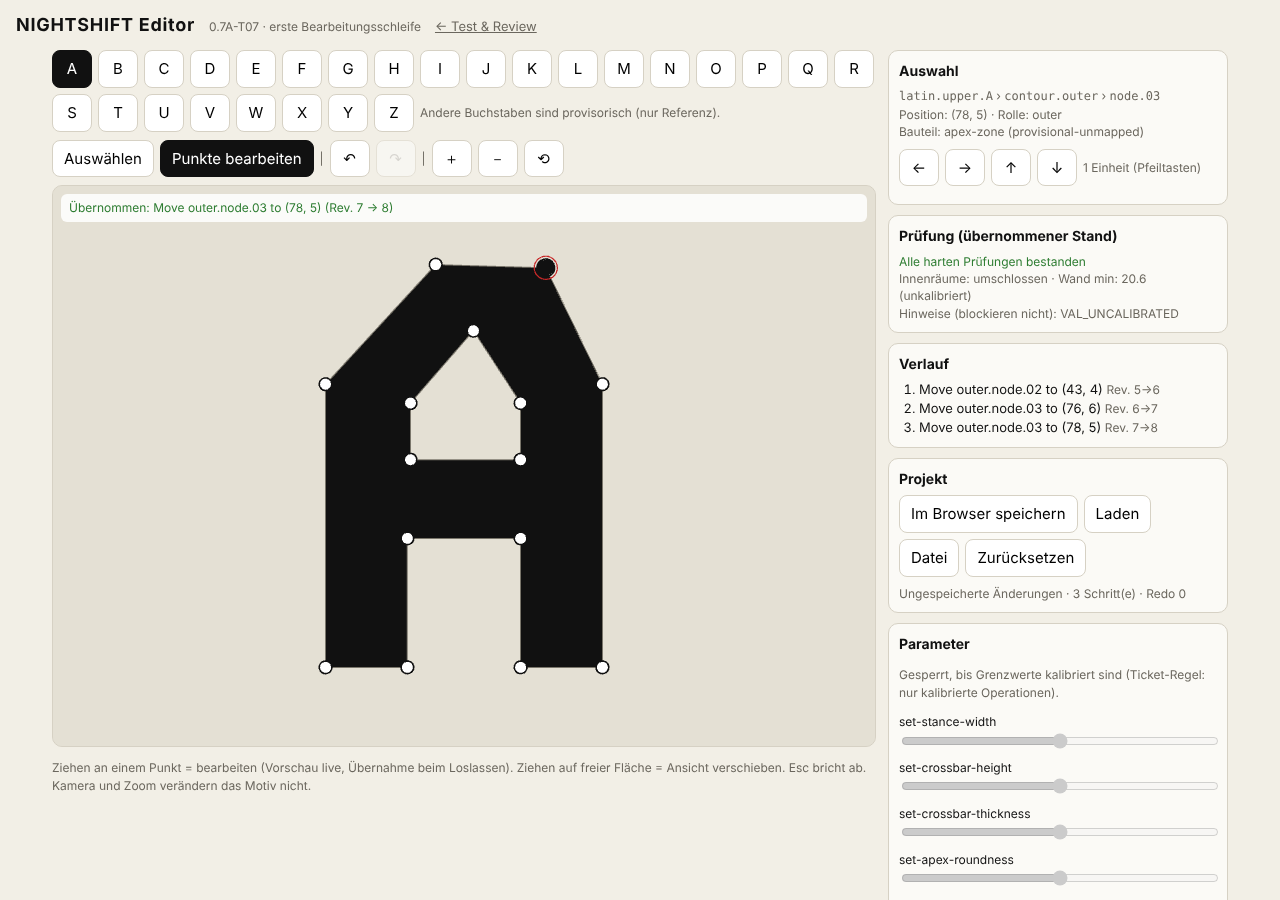 NIGHTSHIFT Editor 0.7A-T07 · erste Bearbeitungsschleife ← Test & Review
A B C D E F G H I J K L M N O P Q R
S T U V W X Y Z Andere Buchstaben sind provisorisch (nur Referenz).
Auswählen Punkte bearbeiten | ↶ ↷ | + − ⟲
Übernommen: Move outer.node.03 to (78, 5) (Rev. 7 → 8)
Ziehen an einem Punkt = bearbeiten (Vorschau live, Übernahme beim Loslassen). Ziehen auf freier Fläche = Ansicht verschieben. Esc bricht ab.
Kamera und Zoom verändern das Motiv nicht.
Auswahl
latin.upper.A › contour.outer › node.03
Position: (78, 5) · Rolle: outer
Bauteil: apex-zone (provisional-unmapped)
← → ↑ ↓ 1 Einheit (Pfeiltasten)
Prüfung (übernommener Stand)
Alle harten Prüfungen bestanden
Innenräume: umschlossen · Wand min: 20.6
(unkalibriert)
Hinweise (blockieren nicht): VAL_UNCALIBRATED
Verlauf
1. Move outer.node.02 to (43, 4) Rev. 5→6
2. Move outer.node.03 to (76, 6) Rev. 6→7
3. Move outer.node.03 to (78, 5) Rev. 7→8
Projekt
Im Browser speichern Laden
Datei Zurücksetzen
Ungespeicherte Änderungen · 3 Schritt(e) · Redo 0
Parameter
Gesperrt, bis Grenzwerte kalibriert sind (Ticket-Regel:
nur kalibrierte Operationen).
set-stance-width
set-crossbar-height
set-crossbar-thickness
set-apex-roundness